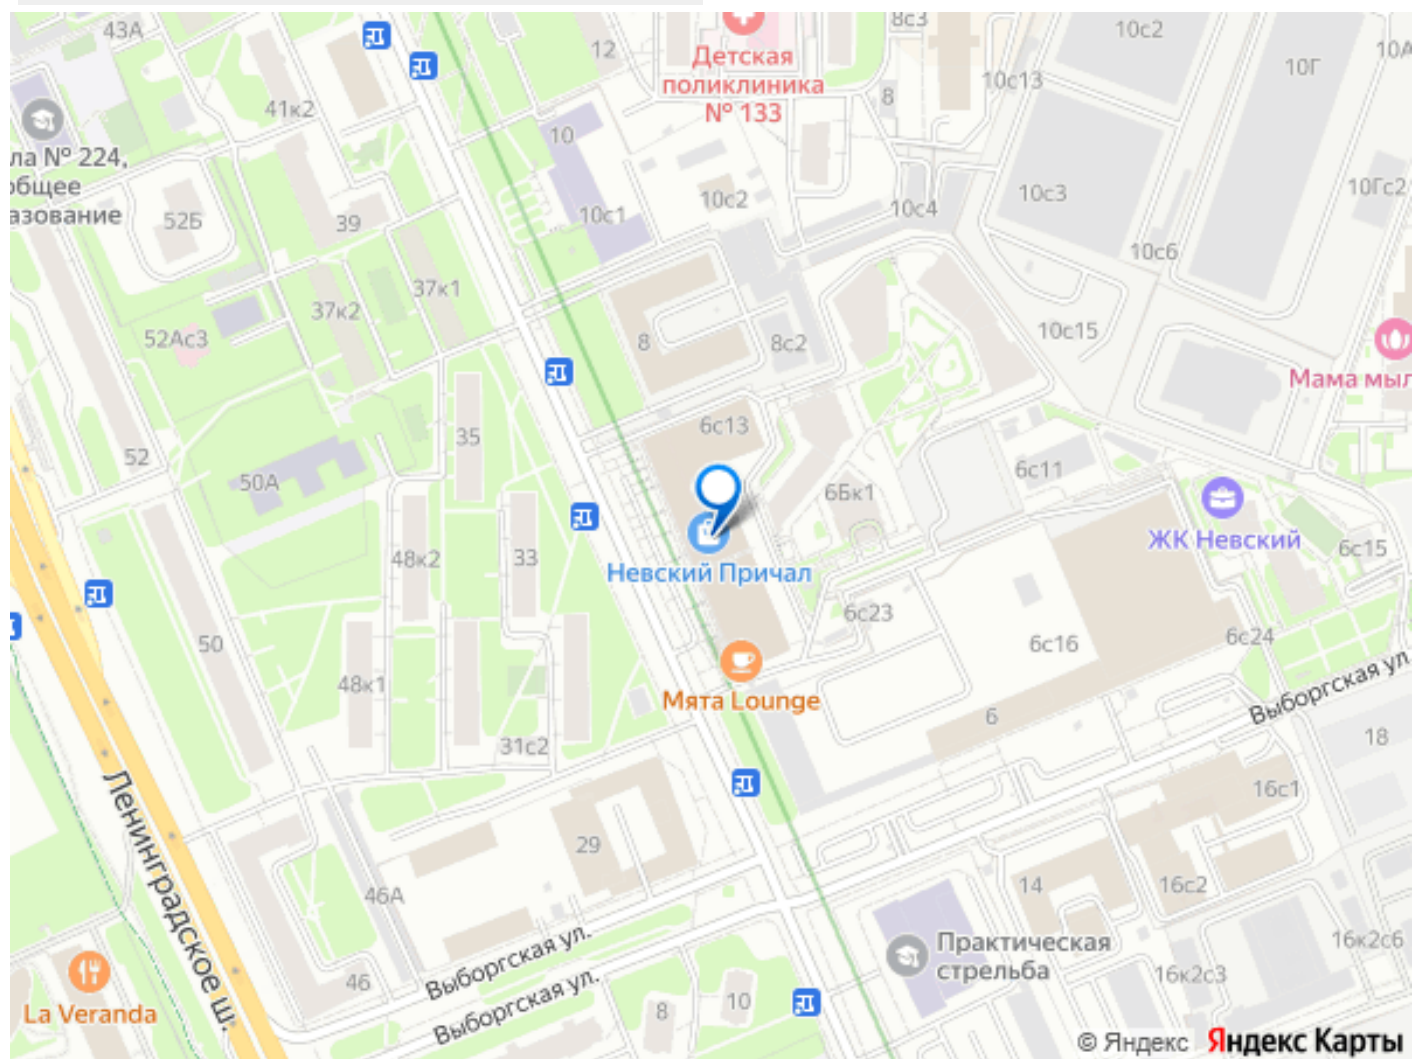 43А
12
8с3
10с2
10А
Детская
поликлиника
№ 133
10с13
10Г
41к2
8
10
ла № 224,
общее
азование
52Б
39
10с1
10с2
10с4
10с3
10Гс2
10с6
37к1
37к2
52Ас3
8
8с2
10с15
Мама мыл
35
6с13
52
50А
6Бк1
6с11
ЖК Невский
6с15
48к2
33
Невский Причал
6с23
50
6с16
6с24
48к1
Мята Lounge
6
Выборгская ул.
31с2
18
Ленинградское ш.
29
16с1
46А
14
16с2
Выборгская ул.
Практическая
стрельба
16к2с6
46
16к2с3
La Veranda
Выборгская ул.
8
10
© Яндекс Яндекс Карты